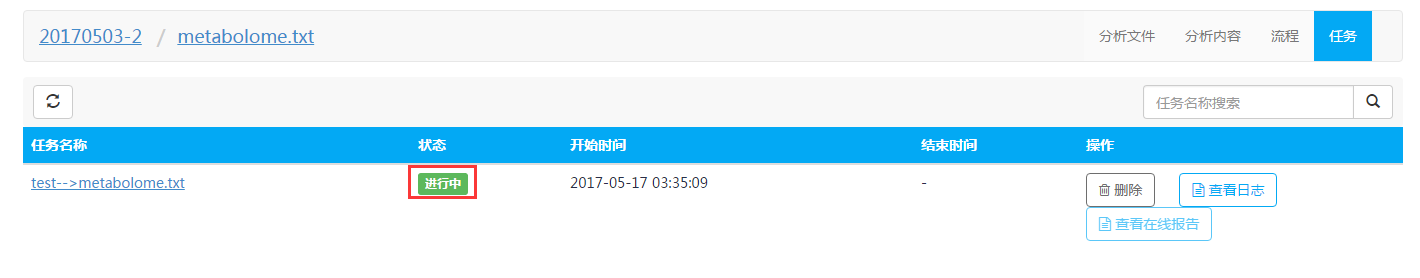 20170503-2 / metabolome.txt 分析文件 分析内容 流程 任务
任务名称搜索
任务名称 状态 开始时间 结束时间 操作
test-->metabolome.txt 进行中 2017-05-17 03:35:09 - 删除 查看日志
查看在线报告